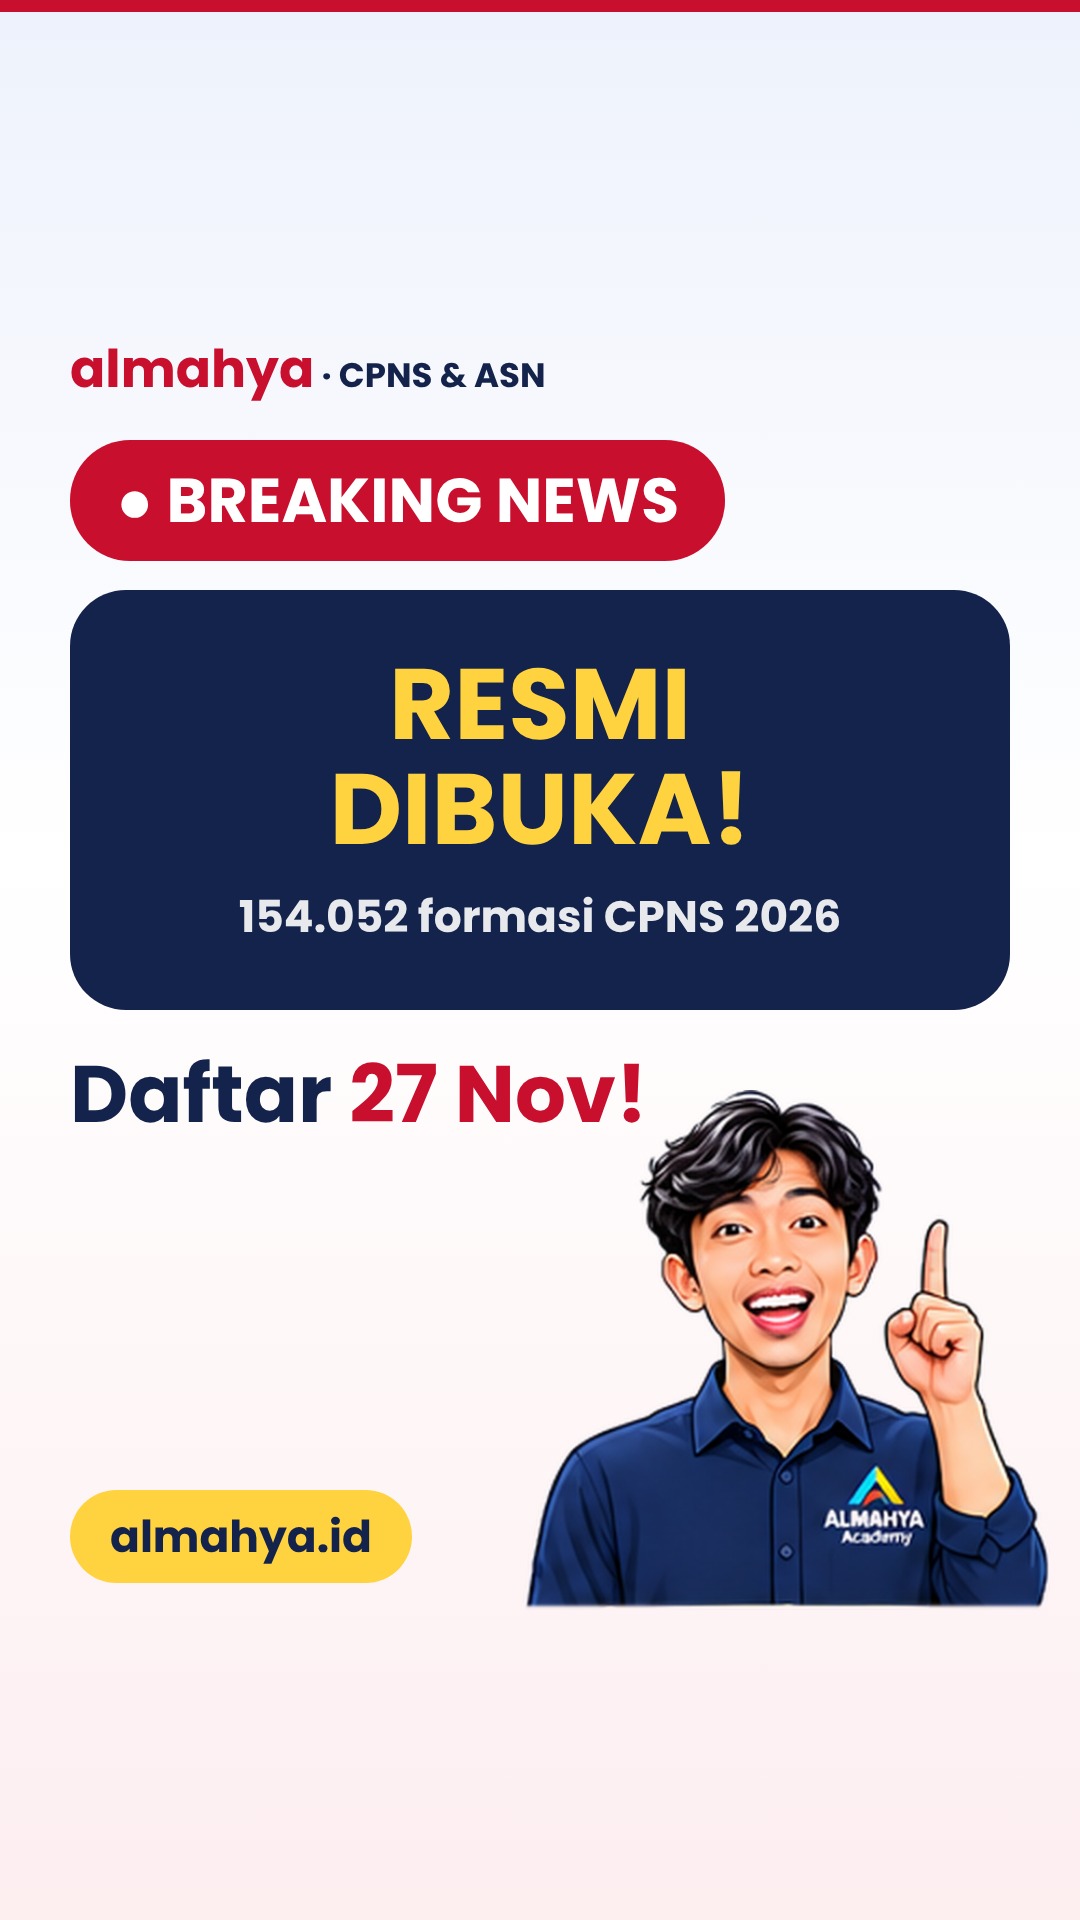 almahya · CPNS & ASN
● BREAKING NEWS
RESMI
DIBUKA!
154.052 formasi CPNS 2026
Daftar 27 Nov!
ALMAHYA
Academy
almahya.id